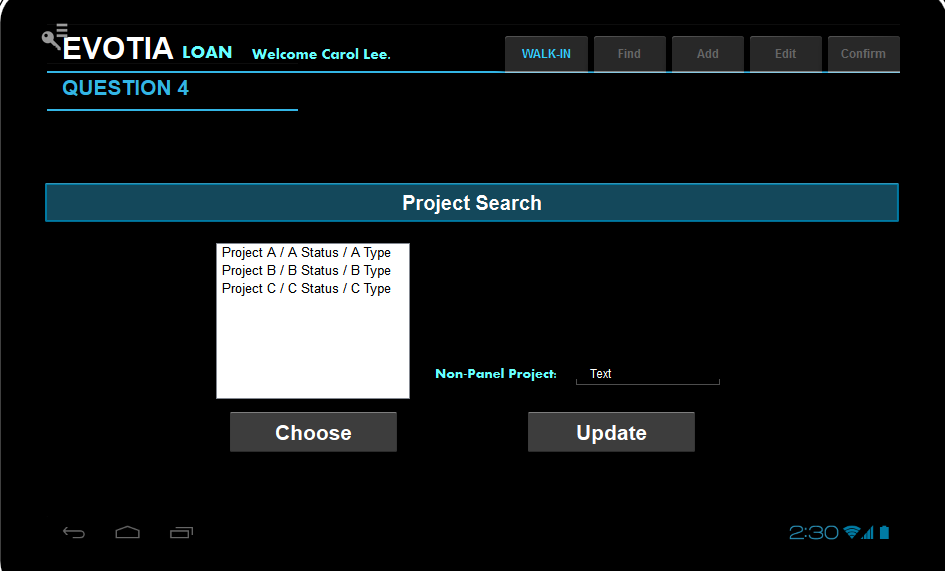 EVOTIA LOAN Welcome Carol Lee. WALK-IN Find Add Edit Confirm
QUESTION 4
Project Search
Project A / A Status / A Type
Project B / B Status / B Type
Project C / C Status / C Type
Non-Panel Project: Text
Choose Update
2:30